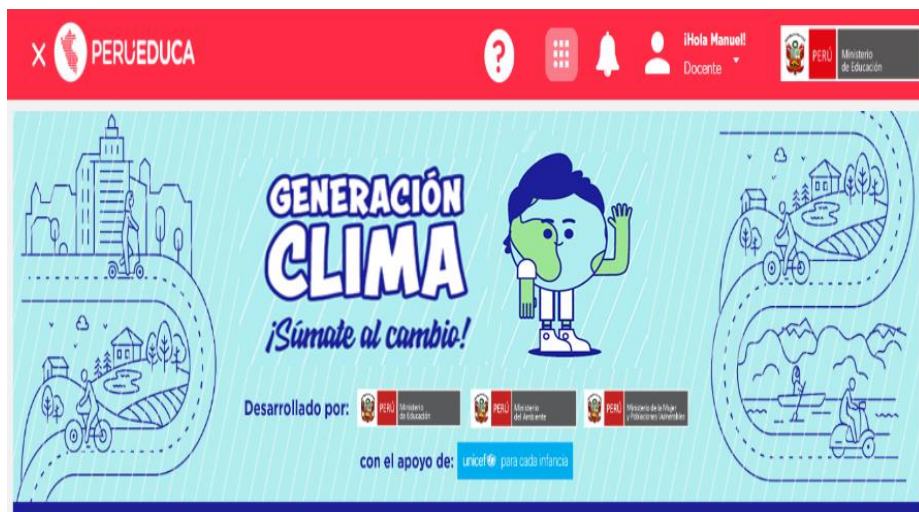 PERUEDUCA
?
¡Hola Manuel!
Docente
PERÚ Ministerio de Educación
GENERACIÓN
CLIMA
¡Súmate al cambio!
Desarrollado por: PERÚ Ministerio de Educación PERÚ Ministerio del Ambiente PERÚ Ministerio de la Mujer y Poblaciones Vulnerables
con el apoyo de: unicef para cada infancia